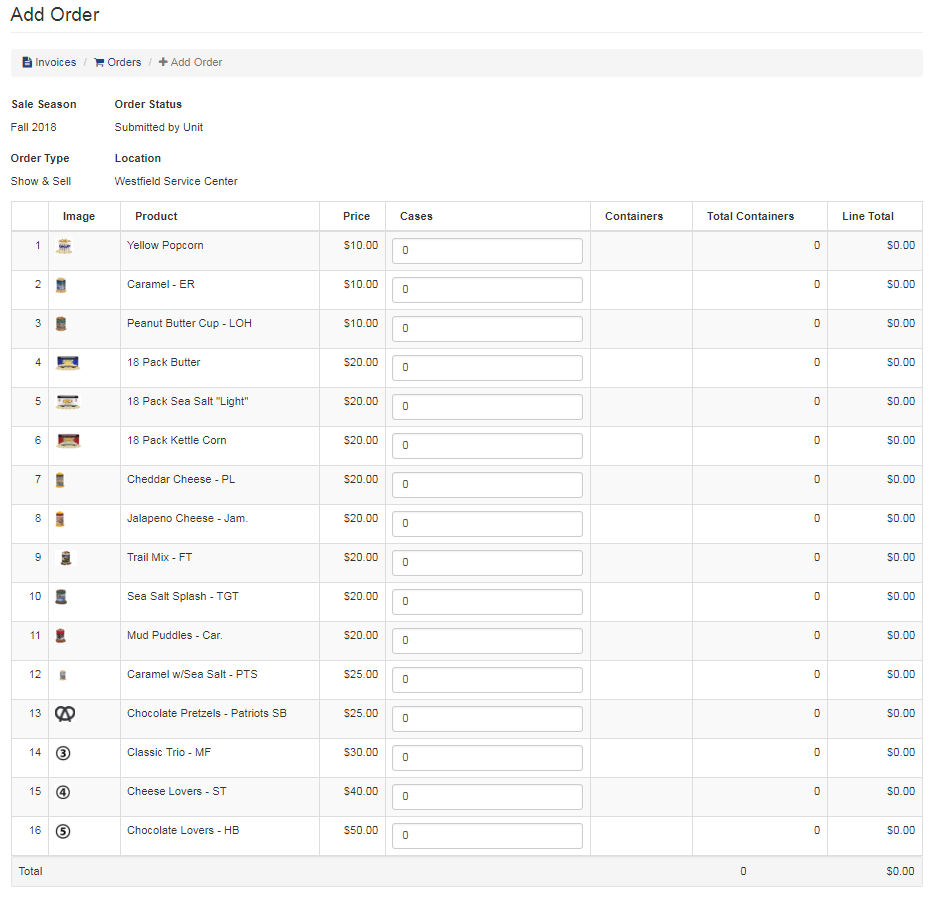 Add Order
Invoices / Orders / Add Order
Sale Season Order Status
Fall 2018 Submitted by Unit
Order Type Location
Show & Sell Westfield Service Center
Image Product Price Cases Containers Total Containers Line Total
1 Yellow Popcorn $10.00 0 0 $0.00
2 Caramel - ER $10.00 0 0 $0.00
3 Peanut Butter Cup - LOH $10.00 0 0 $0.00
4 18 Pack Butter $20.00 0 0 $0.00
5 18 Pack Sea Salt "Light" $20.00 0 0 $0.00
6 18 Pack Kettle Corn $20.00 0 0 $0.00
7 Cheddar Cheese - PL $20.00 0 0 $0.00
8 Jalapeno Cheese - Jam. $20.00 0 0 $0.00
9 Trail Mix - FT $20.00 0 0 $0.00
10 Sea Salt Splash - TGT $20.00 0 0 $0.00
11 Mud Puddles - Car. $20.00 0 0 $0.00
12 Caramel w/Sea Salt - PTS $25.00 0 0 $0.00
13 Chocolate Pretzels - Patriots SB $25.00 0 0 $0.00
14 3 Classic Trio - MF $30.00 0 0 $0.00
15 4 Cheese Lovers - ST $40.00 0 0 $0.00
16 5 Chocolate Lovers - HB $50.00 0 0 $0.00
Total 0 $0.00